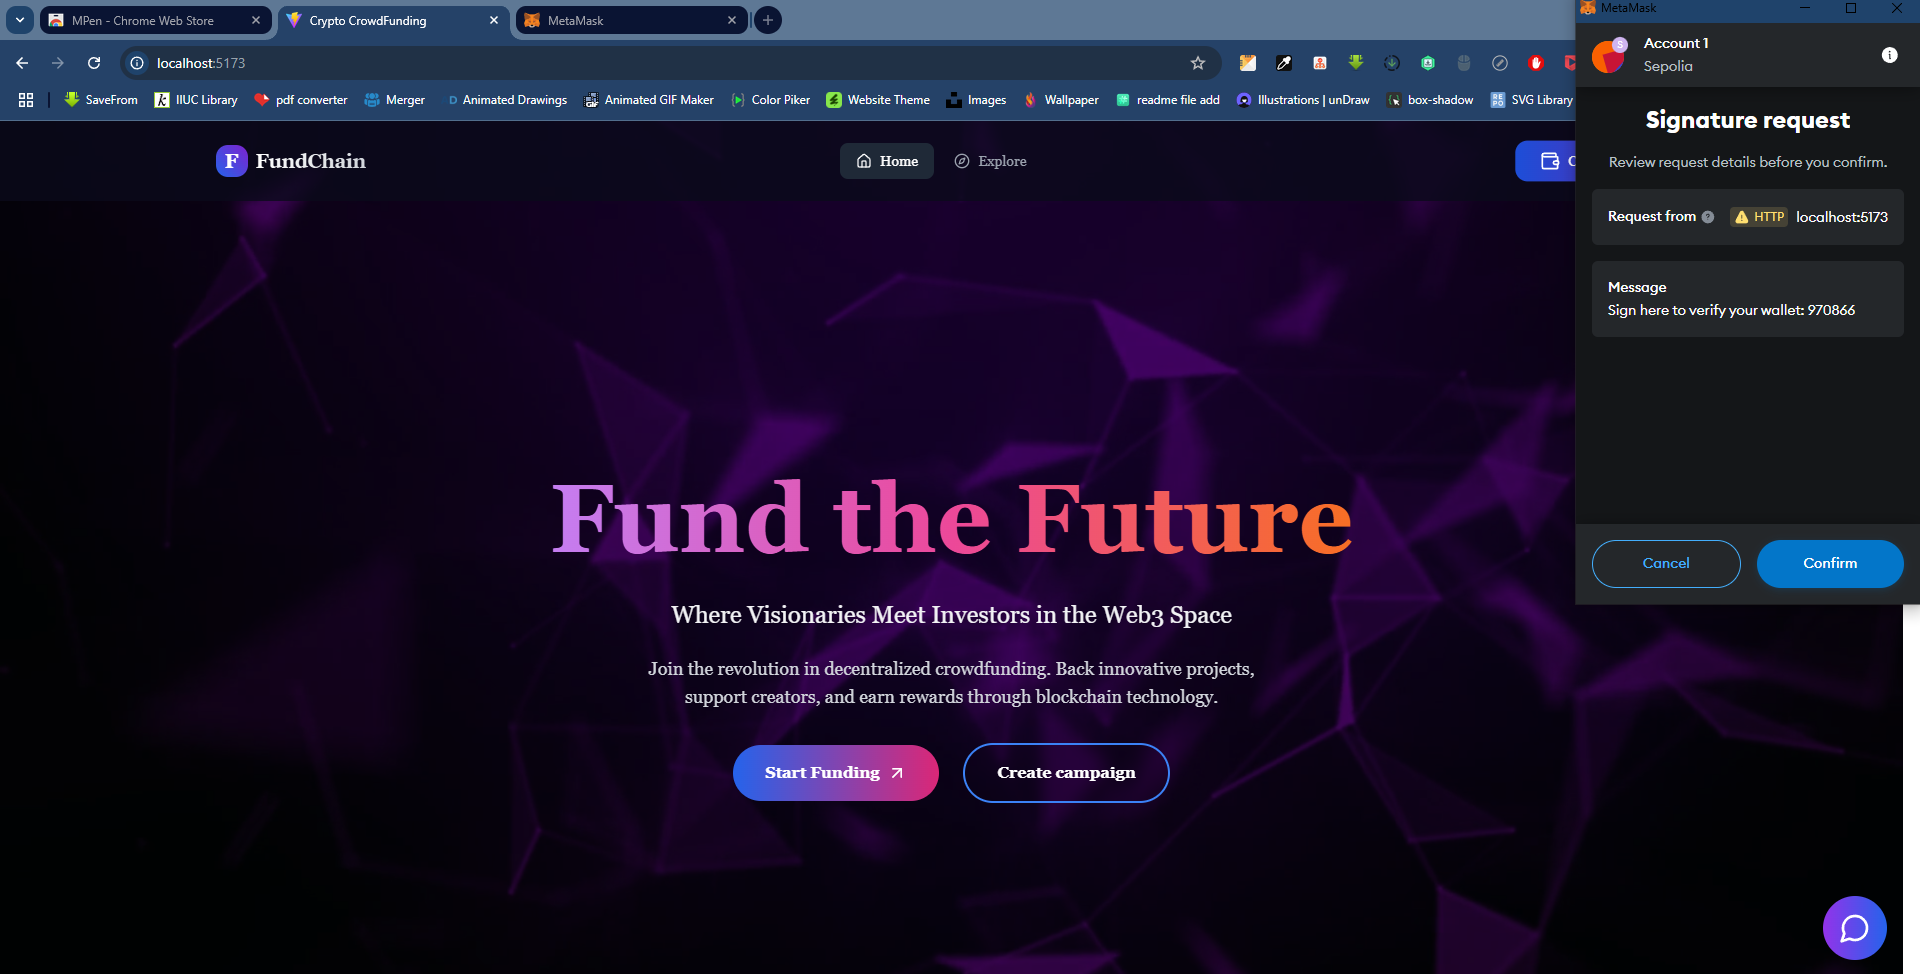 MPen - Chrome Web Store
Crypto CrowdFunding
MetaMask
localhost:5173
SaveFrom
IIUC Library
pdf converter
Merger
Animated Drawings
Animated GIF Maker
Color Piker
Website Theme
Images
Wallpaper
readme file add
Illustrations | unDraw
box-shadow
SVG Library
F FundChain
Home
Explore
Fund the Future
Where Visionaries Meet Investors in the Web3 Space
Join the revolution in decentralized crowdfunding. Back innovative projects,
support creators, and earn rewards through blockchain technology.
Start Funding
Create campaign
MetaMask
S
Account 1
Sepolia
Signature request
Review request details before you confirm.
Request from ? HTTP localhost:5173
Message
Sign here to verify your wallet: 970866
Cancel
Confirm